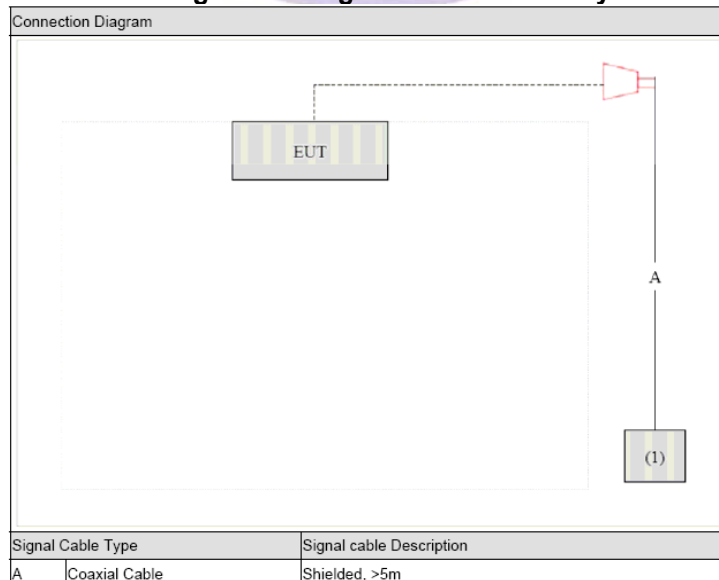 Connection Diagram
EUT
A
(1)
Signal Cable Type Signal cable Description
A Coaxial Cable Shielded, >5m